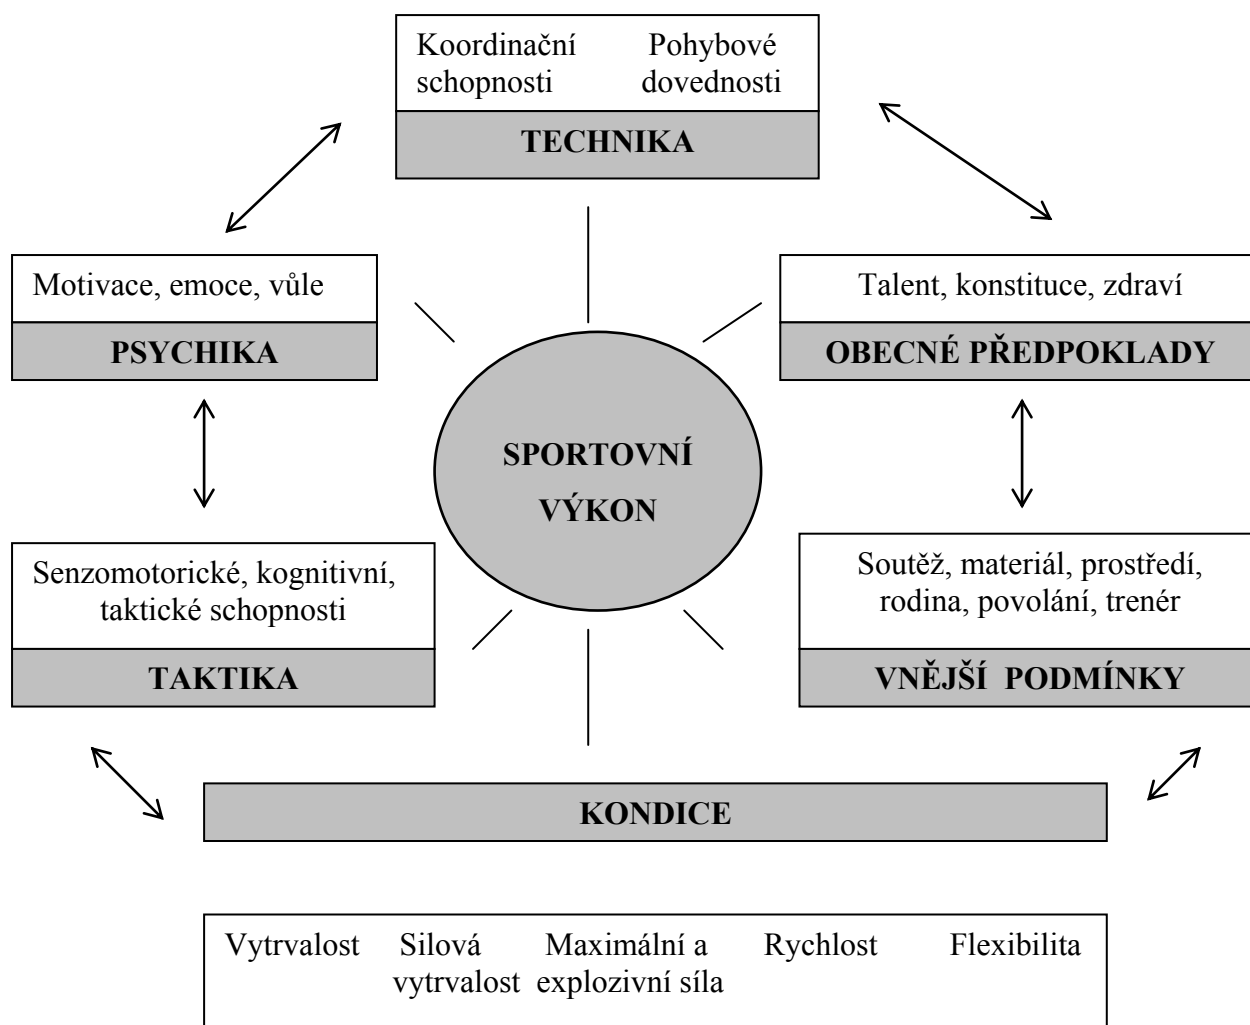 Koordinační Pohybové
schopnosti dovednosti
TECHNIKA
Motivace, emoce, vůle
PSYCHIKA
Talent, konstituce, zdraví
OBECNÉ PŘEDPOKLADY
SPORTOVNÍ
VÝKON
Senzomotorické, kognitivní,
taktické schopnosti
TAKTIKA
Soutěž, materiál, prostředí,
rodina, povolání, trenér
VNĚJŠÍ PODMÍNKY
KONDICE
Vytrvalost Silová Maximální a Rychlost Flexibilita
vytrvalost explozivní síla